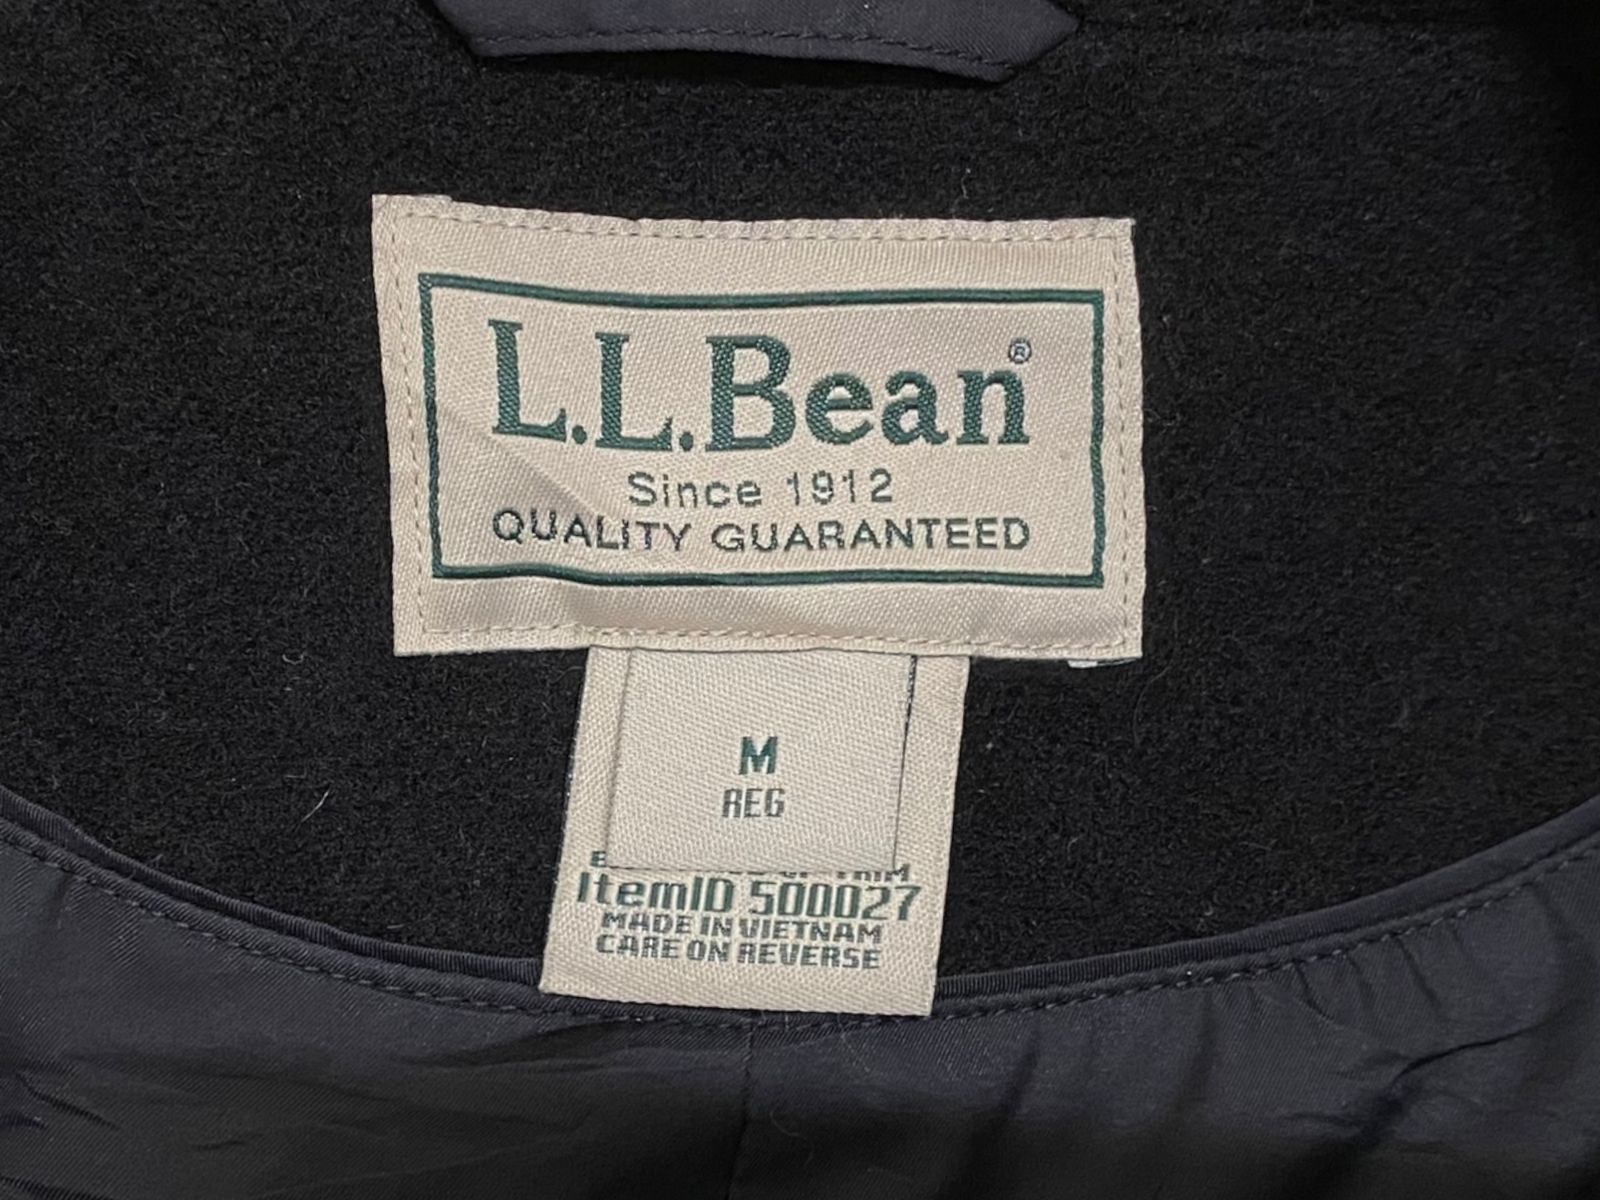 L.L.Bean®
Since 1912
QUALITY GUARANTEED
M
REG
ItemID 500027
MADE IN VIETNAM
CARE ON REVERSE